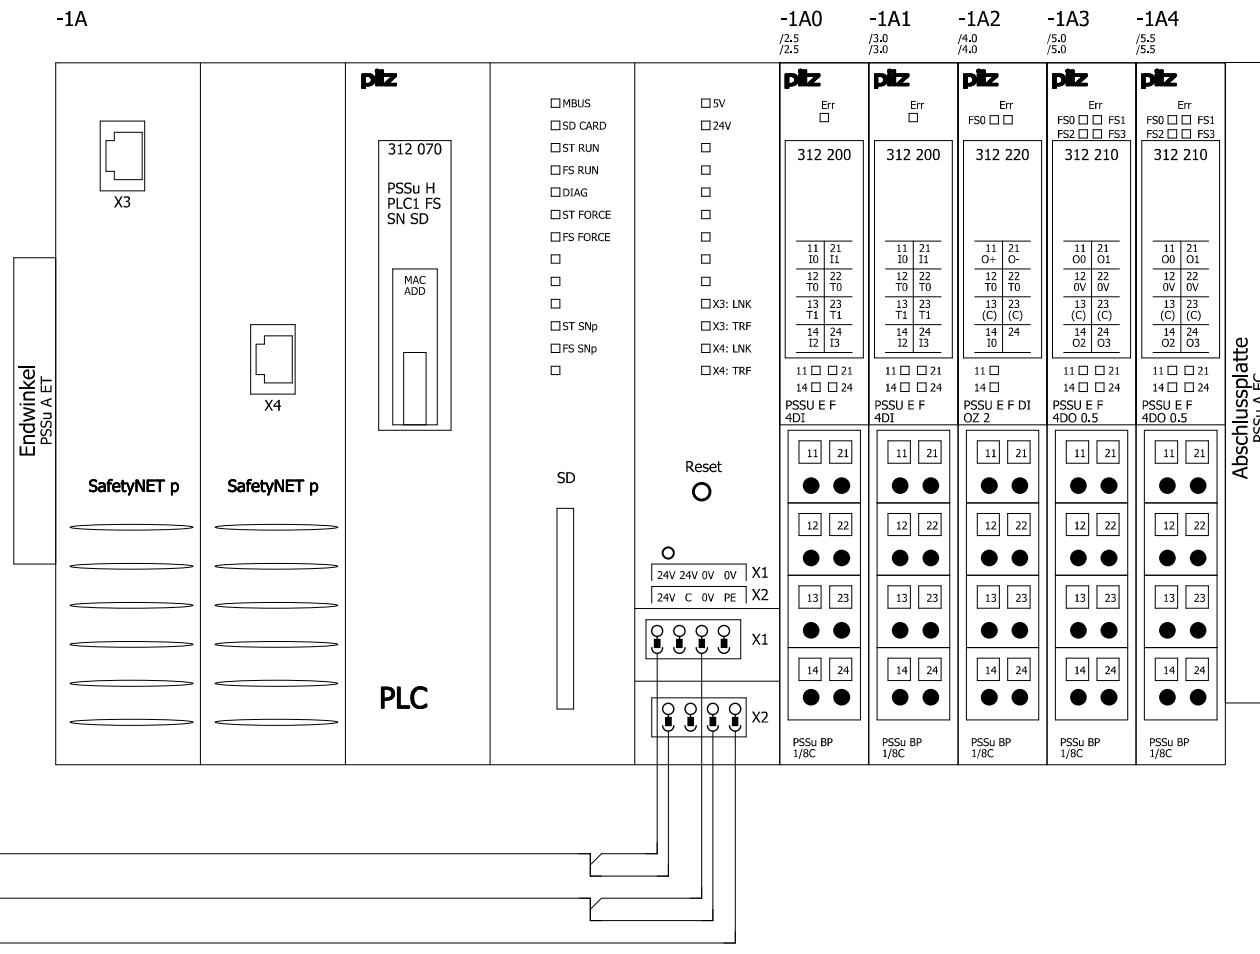 -1A
-1A0
/2.5
/2.5
-1A1
/3.0
/3.0
-1A2
/4.0
/4.0
-1A3
/5.0
/5.0
-1A4
/5.5
/5.5
Endwinkel
PSSu A ET
X3
SafetyNET p
X4
SafetyNET p
pilz
312 070
PSSu H
PLC1 FS
SN SD
MAC
ADD
PLC
MBUS
SD CARD
ST RUN
FS RUN
DIAG
ST FORCE
FS FORCE
ST SNp
FS SNp
SD
5V
24V
X3: LNK
X3: TRF
X4: LNK
X4: TRF
Reset
24V 24V 0V 0V X1
24V C 0V PE X2
X1
X2
pilz
Err
312 200
11 21
I0 I1
12 22
T0 T0
13 23
T1 T1
14 24
I2 I3
11 21
14 24
PSSU E F
4DI
11 21
12 22
13 23
14 24
PSSu BP
1/8C
pilz
Err
312 200
11 21
I0 I1
12 22
T0 T0
13 23
T1 T1
14 24
I2 I3
11 21
14 24
PSSU E F
4DI
11 21
12 22
13 23
14 24
PSSu BP
1/8C
pilz
Err
FS0
312 220
11 21
O+ O-
12 22
T0 T0
13 23
(C) (C)
14 24
I0
11
14
PSSU E F DI
OZ 2
11 21
12 22
13 23
14 24
PSSu BP
1/8C
pilz
Err
FS0 FS1
FS2 FS3
312 210
11 21
O0 O1
12 22
0V 0V
13 23
(C) (C)
14 24
O2 O3
11 21
14 24
PSSU E F
4DO 0.5
11 21
12 22
13 23
14 24
PSSu BP
1/8C
pilz
Err
FS0 FS1
FS2 FS3
312 210
11 21
O0 O1
12 22
0V 0V
13 23
(C) (C)
14 24
O2 O3
11 21
14 24
PSSU E F
4DO 0.5
11 21
12 22
13 23
14 24
PSSu BP
1/8C
Abschlussplatte
PSSu A EC